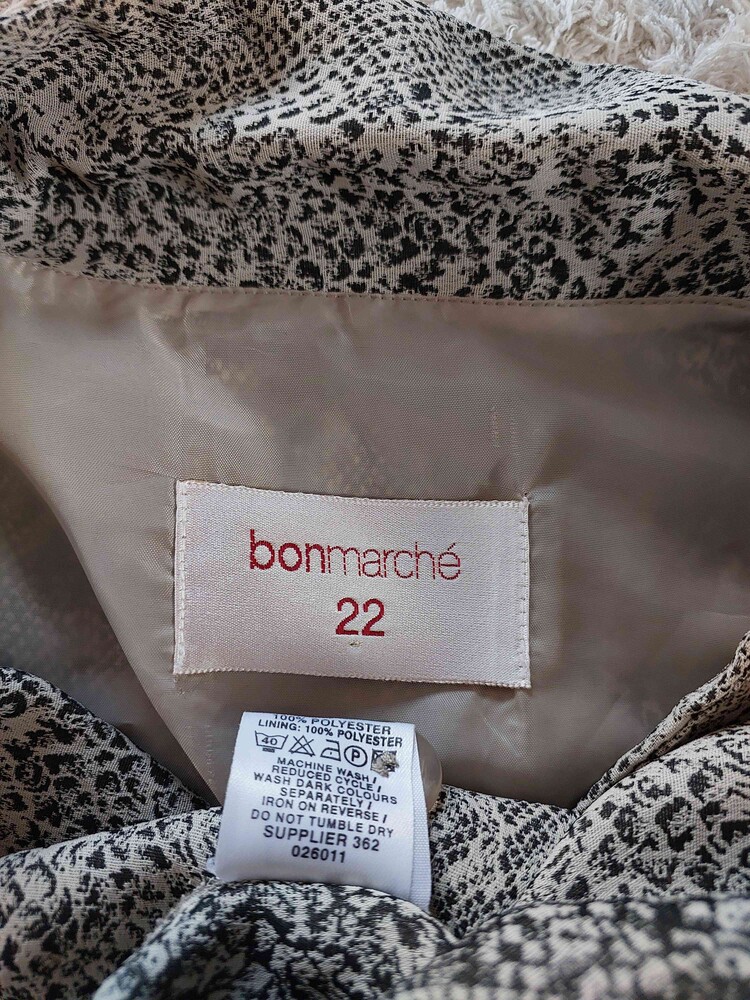 bonmarché
22
100% POLYESTER
LINING: 100% POLYESTER
40 P
MACHINE WASH/
REDUCED CYCLE/
WASH DARK COLOURS
SEPARATELY/
IRON ON REVERSE/
DO NOT TUMBLE DRY
SUPPLIER 362
026011